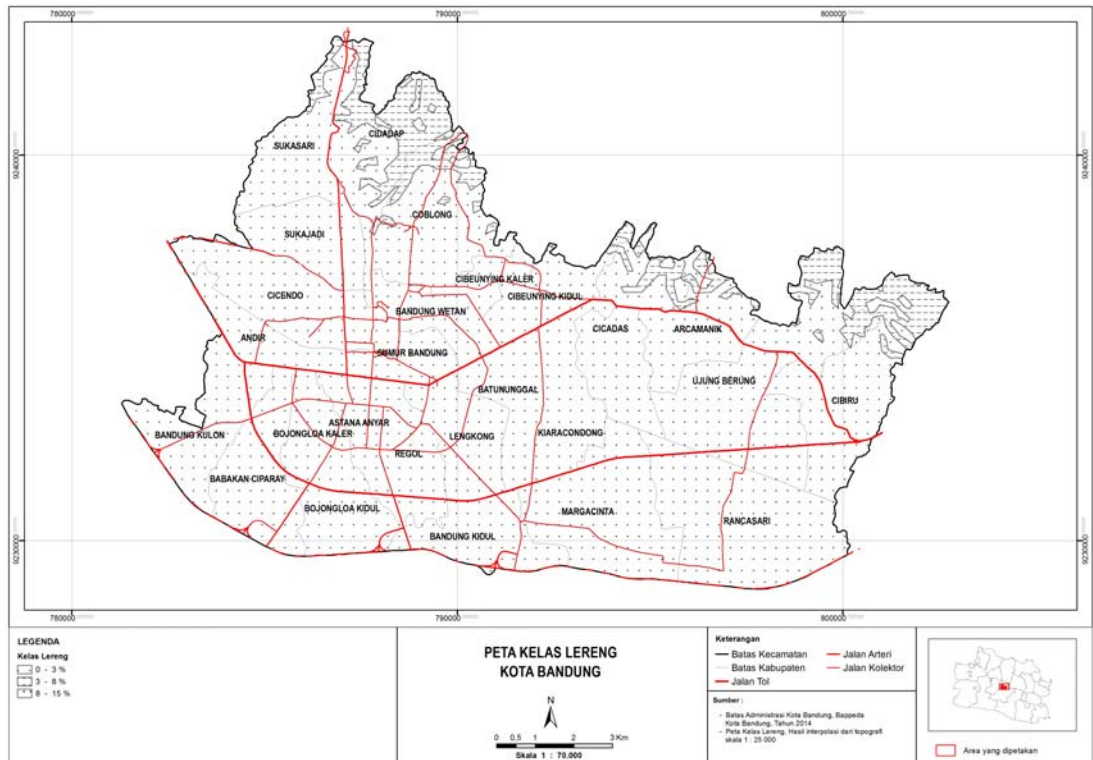 780000
790000
800000
9240000
9240000
CIDADAP
SUKASARI
COBLONG
SUKAJADI
CIBEUNYING KALER
CICENDO
CIBEUNYING KIDUL
BANDUNG WETAN
CICADAS
ARCAMANIK
ANDIR
SUMUR BANDUNG
UJUNG BERUNG
BATUNUNGGAL
CIBIRU
ASTANA ANYAR
BANDUNG KULON
BOJONGLOA KALER
LENGKONG
KIARACONDONG
REGOL
BABAKAN CIPARAY
BOJONGLOA KIDUL
MARGACINTA
RANCASARI
BANDUNG KIDUL
9230000
9230000
780000
790000
800000
LEGENDA
Kelas Lereng
0 - 3 %
3 - 8 %
8 - 15 %
PETA KELAS LERENG
KOTA BANDUNG
N
0 0,5 1 2 3 Km
Skala 1 : 70.000
Keterangan
Batas Kecamatan
Jalan Arteri
Batas Kabupaten
Jalan Kolektor
Jalan Tol
Sumber :
- Batas Administrasi Kota Bandung, Bappeda
Kota Bandung, Tahun 2014
- Peta Kelas Lereng, Hasil interpolasi dari topografi
skala 1 : 25 000
Area yang dipetakan